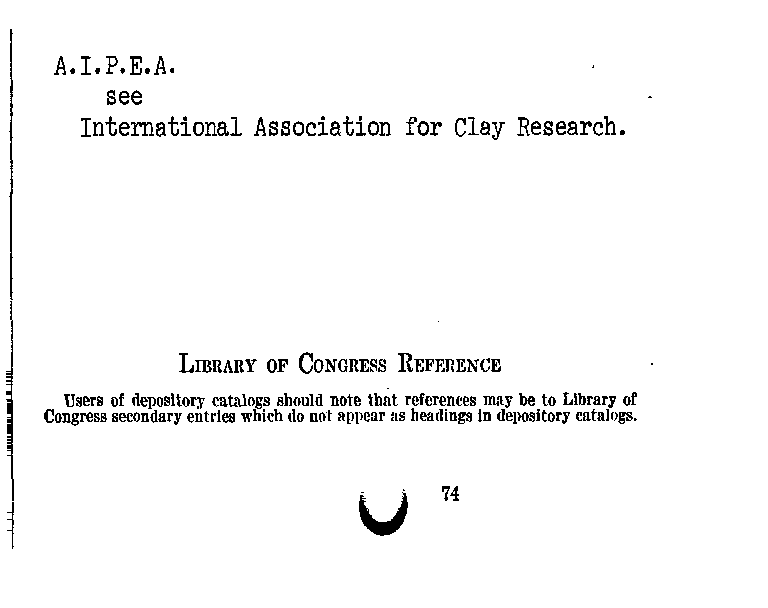 A.I.P.E.A.
see
International Association for Clay Research.
LIBRARY OF CONGRESS REFERENCE
Users of depository catalogs should note that references may be to Library of
Congress secondary entries which do not appear as headings in depository catalogs.
74